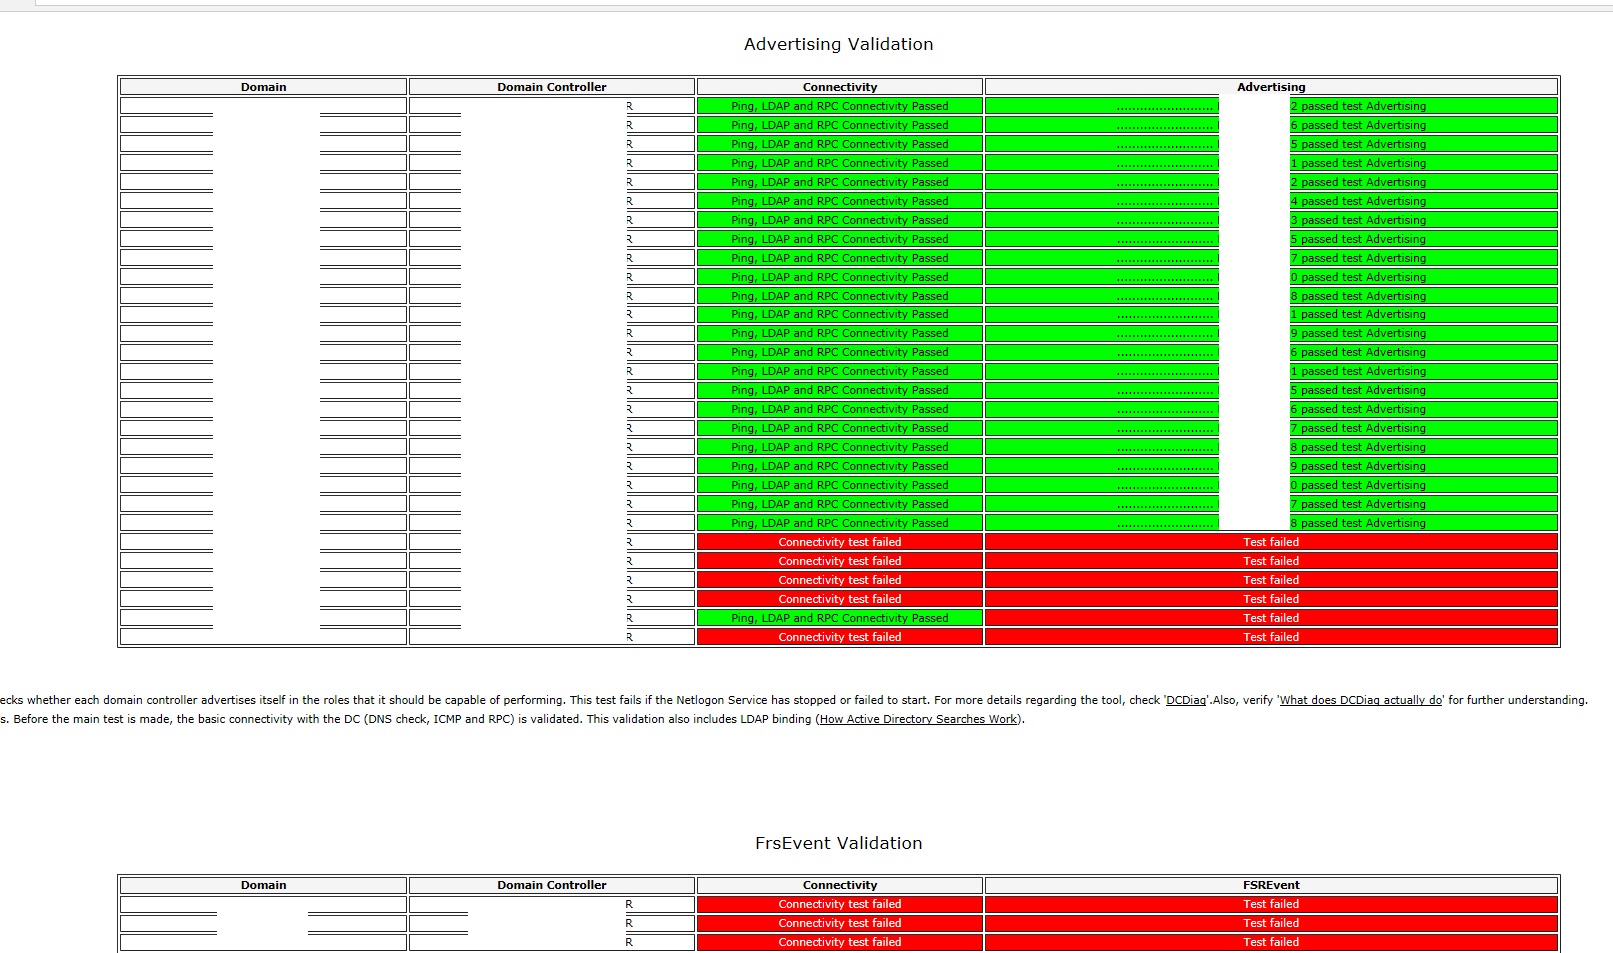 Advertising Validation
Domain Domain Controller Connectivity Advertising
R Ping, LDAP and RPC Connectivity Passed ......................... 2 passed test Advertising
R Ping, LDAP and RPC Connectivity Passed ......................... 6 passed test Advertising
R Ping, LDAP and RPC Connectivity Passed ......................... 5 passed test Advertising
R Ping, LDAP and RPC Connectivity Passed ......................... 1 passed test Advertising
R Ping, LDAP and RPC Connectivity Passed ......................... 2 passed test Advertising
R Ping, LDAP and RPC Connectivity Passed ......................... 4 passed test Advertising
R Ping, LDAP and RPC Connectivity Passed ......................... 3 passed test Advertising
R Ping, LDAP and RPC Connectivity Passed ......................... 5 passed test Advertising
R Ping, LDAP and RPC Connectivity Passed ......................... 7 passed test Advertising
R Ping, LDAP and RPC Connectivity Passed ......................... 0 passed test Advertising
R Ping, LDAP and RPC Connectivity Passed ......................... 8 passed test Advertising
R Ping, LDAP and RPC Connectivity Passed ......................... 1 passed test Advertising
R Ping, LDAP and RPC Connectivity Passed ......................... 9 passed test Advertising
R Ping, LDAP and RPC Connectivity Passed ......................... 6 passed test Advertising
R Ping, LDAP and RPC Connectivity Passed ......................... 1 passed test Advertising
R Ping, LDAP and RPC Connectivity Passed ......................... 5 passed test Advertising
R Ping, LDAP and RPC Connectivity Passed ......................... 6 passed test Advertising
R Ping, LDAP and RPC Connectivity Passed ......................... 7 passed test Advertising
R Ping, LDAP and RPC Connectivity Passed ......................... 8 passed test Advertising
R Ping, LDAP and RPC Connectivity Passed ......................... 9 passed test Advertising
R Ping, LDAP and RPC Connectivity Passed ......................... 0 passed test Advertising
R Ping, LDAP and RPC Connectivity Passed ......................... 7 passed test Advertising
R Ping, LDAP and RPC Connectivity Passed ......................... 8 passed test Advertising
R Connectivity test failed Test failed
R Connectivity test failed Test failed
R Connectivity test failed Test failed
R Connectivity test failed Test failed
R Ping, LDAP and RPC Connectivity Passed Test failed
R Connectivity test failed Test failed
ecks whether each domain controller advertises itself in the roles that it should be capable of performing. This test fails if the Netlogon Service has stopped or failed to start. For more details regarding the tool, check 'DCDiag'.Also, verify 'What does DCDiag actually do' for further understanding.
s. Before the main test is made, the basic connectivity with the DC (DNS check, ICMP and RPC) is validated. This validation also includes LDAP binding (How Active Directory Searches Work).
FrsEvent Validation
Domain Domain Controller Connectivity FSREvent
R Connectivity test failed Test failed
R Connectivity test failed Test failed
R Connectivity test failed Test failed